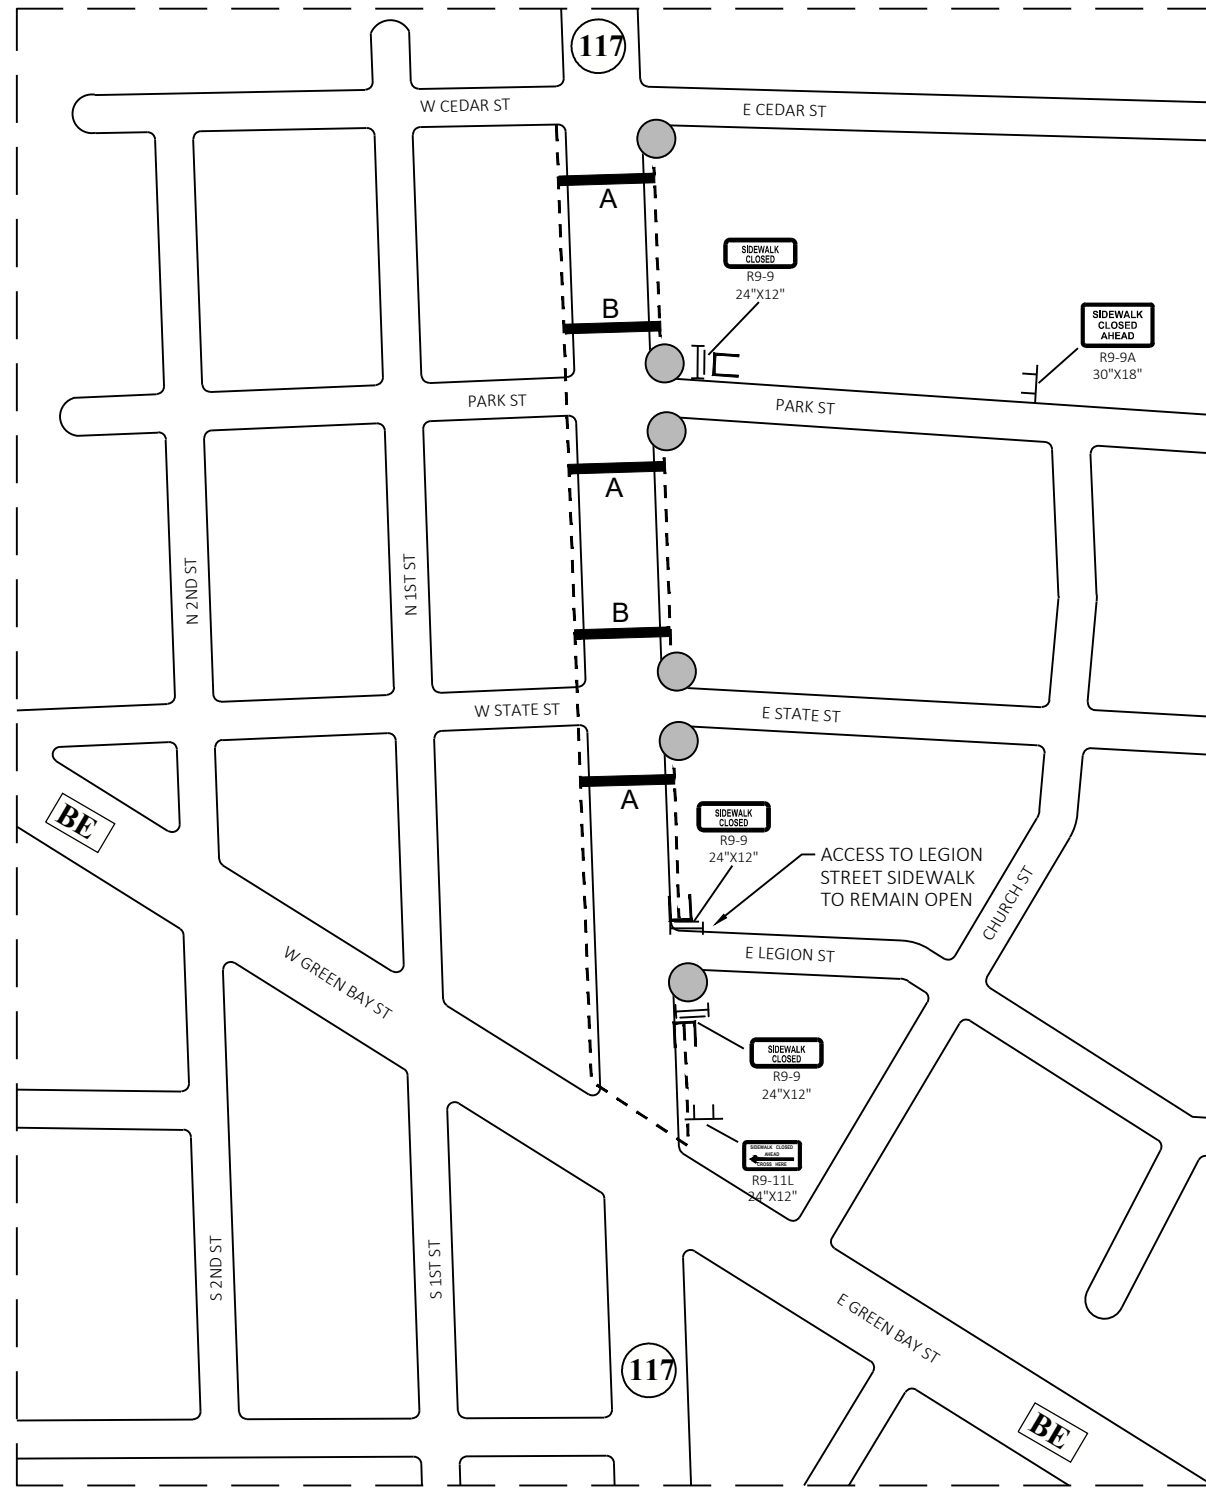 117
W CEDAR ST
E CEDAR ST
A
SIDEWALK
CLOSED
R9-9
24"X12"
B
SIDEWALK
CLOSED
AHEAD
R9-9A
30"X18"
PARK ST
PARK ST
A
N 2ND ST
N 1ST ST
B
W STATE ST
E STATE ST
A
BE
SIDEWALK
CLOSED
R9-9
24"X12"
ACCESS TO LEGION
STREET SIDEWALK
TO REMAIN OPEN
CHURCH ST
E LEGION ST
W GREEN BAY ST
SIDEWALK
CLOSED
R9-9
24"X12"
SIDEWALK CLOSED
AHEAD
CROSS HERE
R9-11L
24"X12"
S 2ND ST
S 1ST ST
E GREEN BAY ST
117
BE